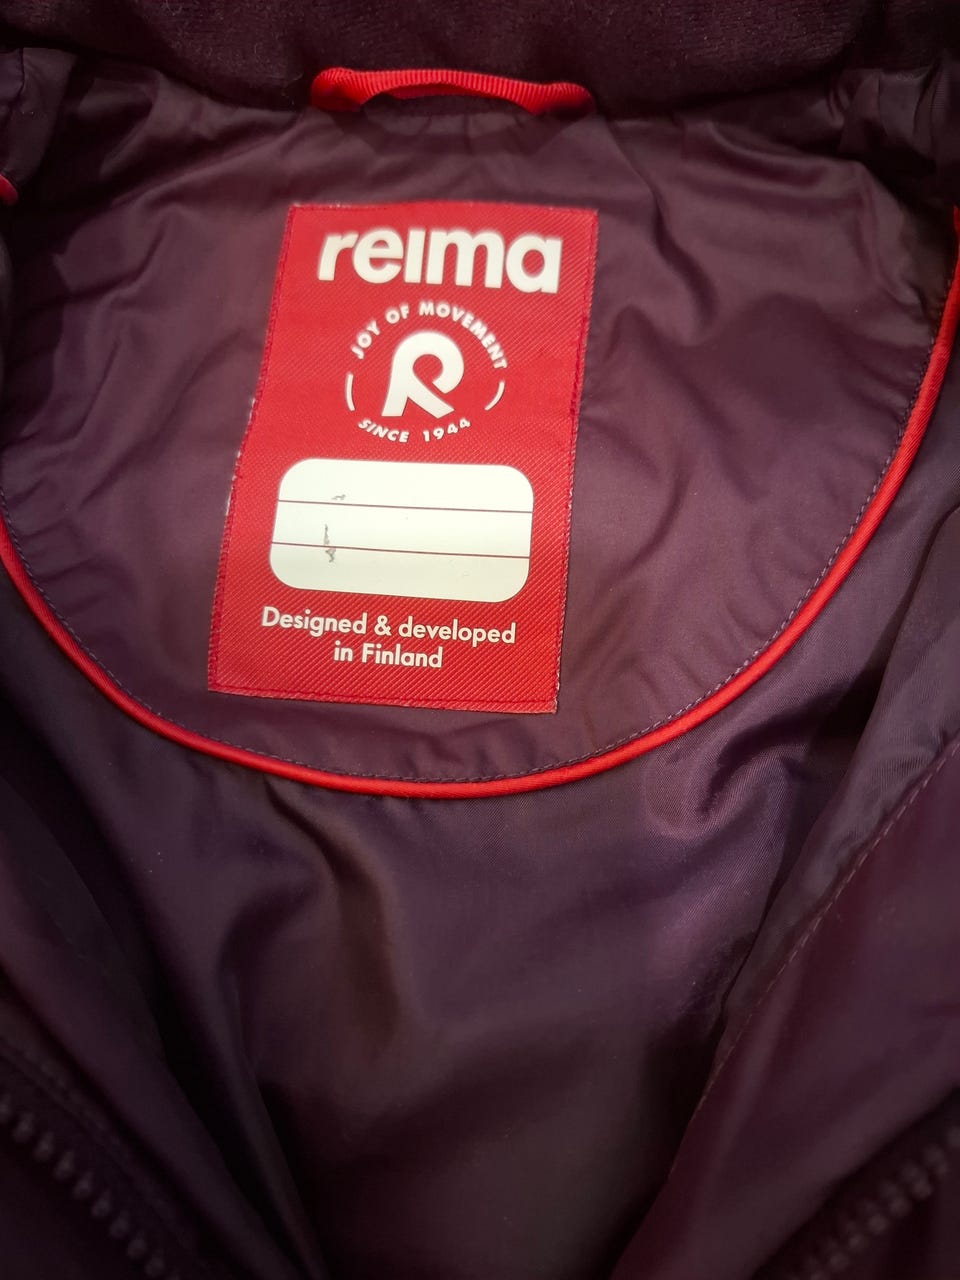 reima
JOY OF MOVEMENT
R
SINCE 1944
Designed & developed
in Finland